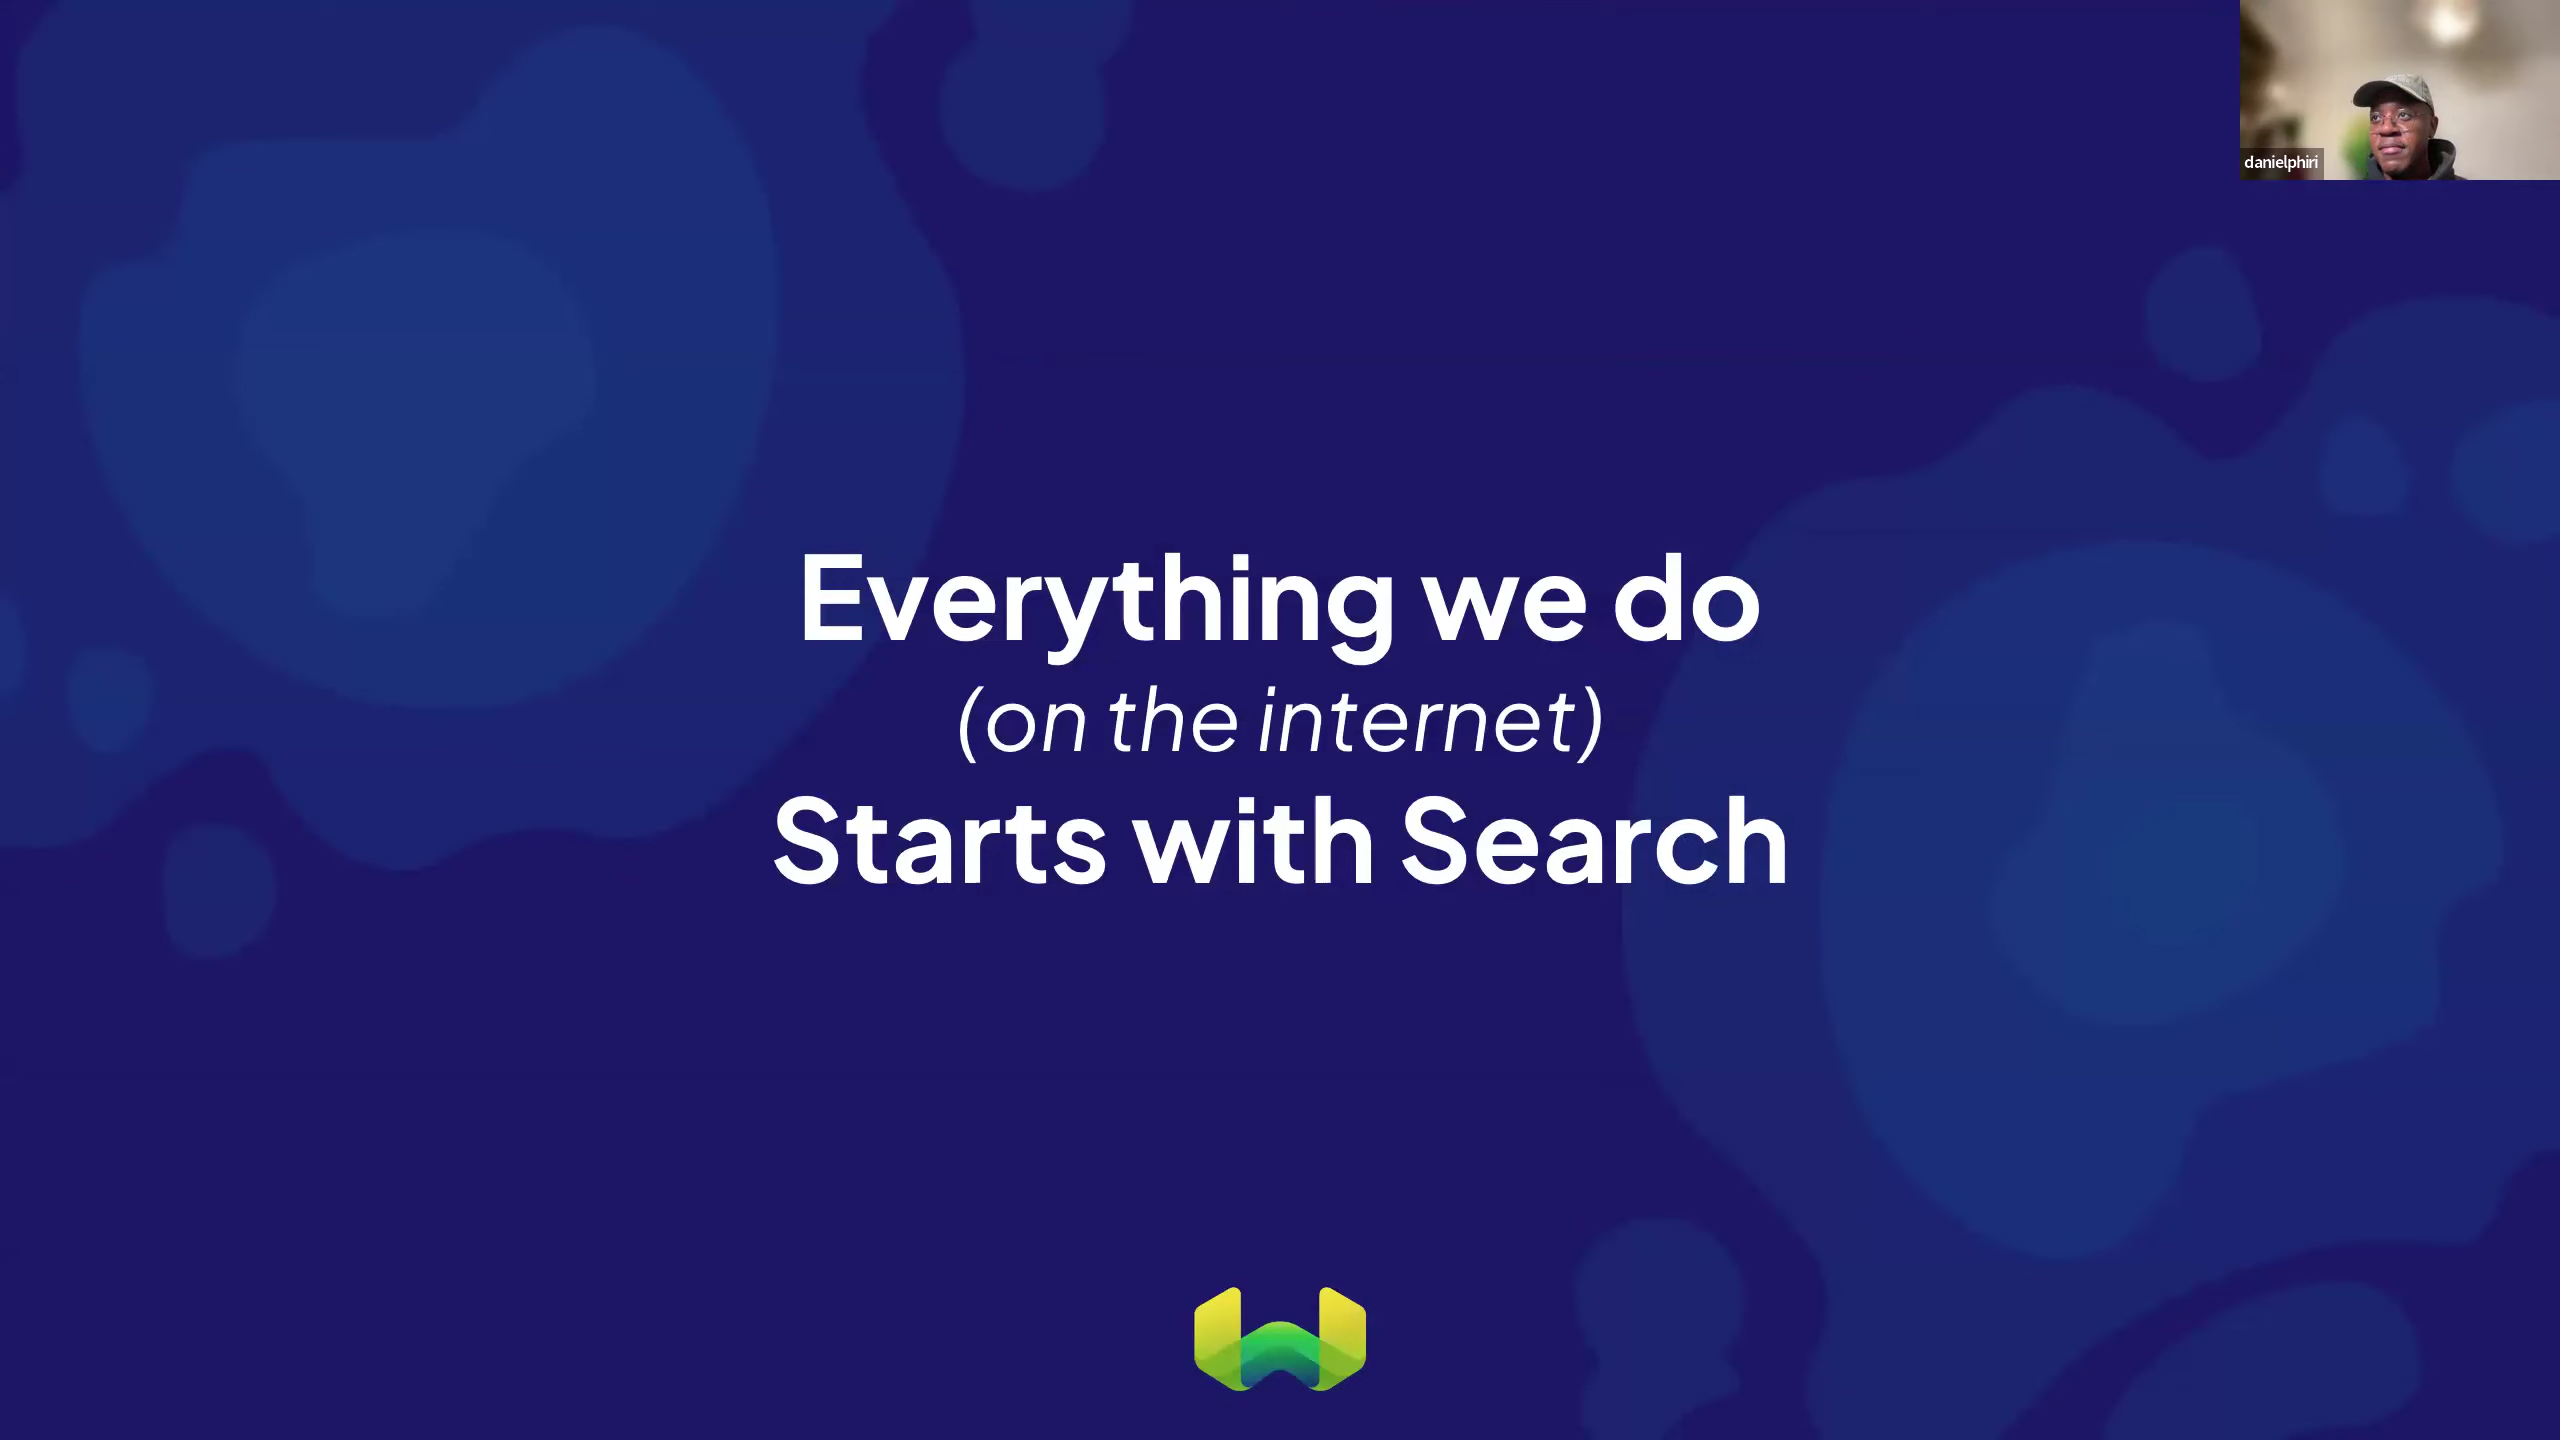 danielphiri
Everything we do
(on the internet)
Starts with Search